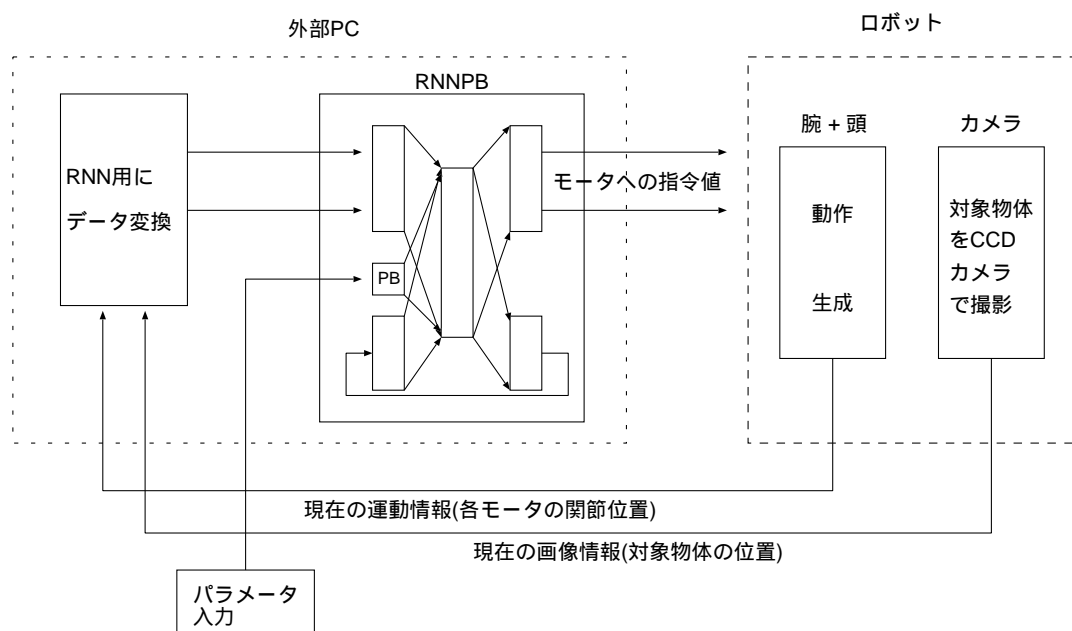 外部PC
ロボット
RNNPB
腕 + 頭
カメラ
RNN用に
データ変換
モータへの指令値
動作
生成
対象物体
をCCD
カメラ
で撮影
PB
現在の運動情報(各モータの関節位置)
現在の画像情報(対象物体の位置)
パラメータ
入力